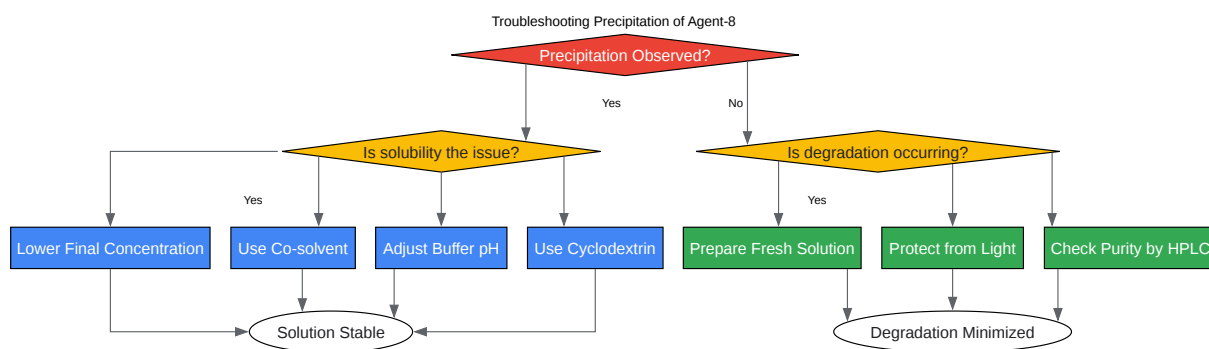 Troubleshooting Precipitation of Agent-8
Precipitation Observed?
Yes
No
Is solubility the issue?
Is degradation occurring?
Yes
Yes
Lower Final Concentration
Use Co-solvent
Adjust Buffer pH
Use Cyclodextrin
Prepare Fresh Solution
Protect from Light
Check Purity by HPLC
Solution Stable
Degradation Minimized